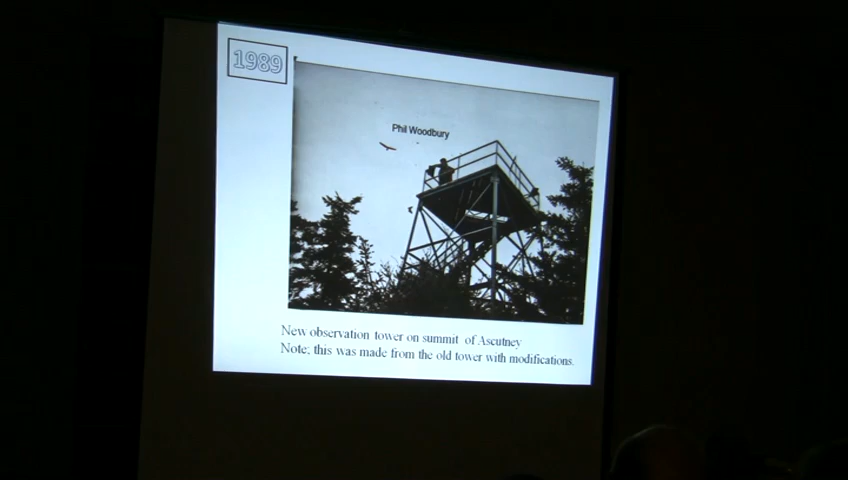 1989
Phil Woodbury
New observation tower on summit of Ascutney
Note; this was made from the old tower with modifications.